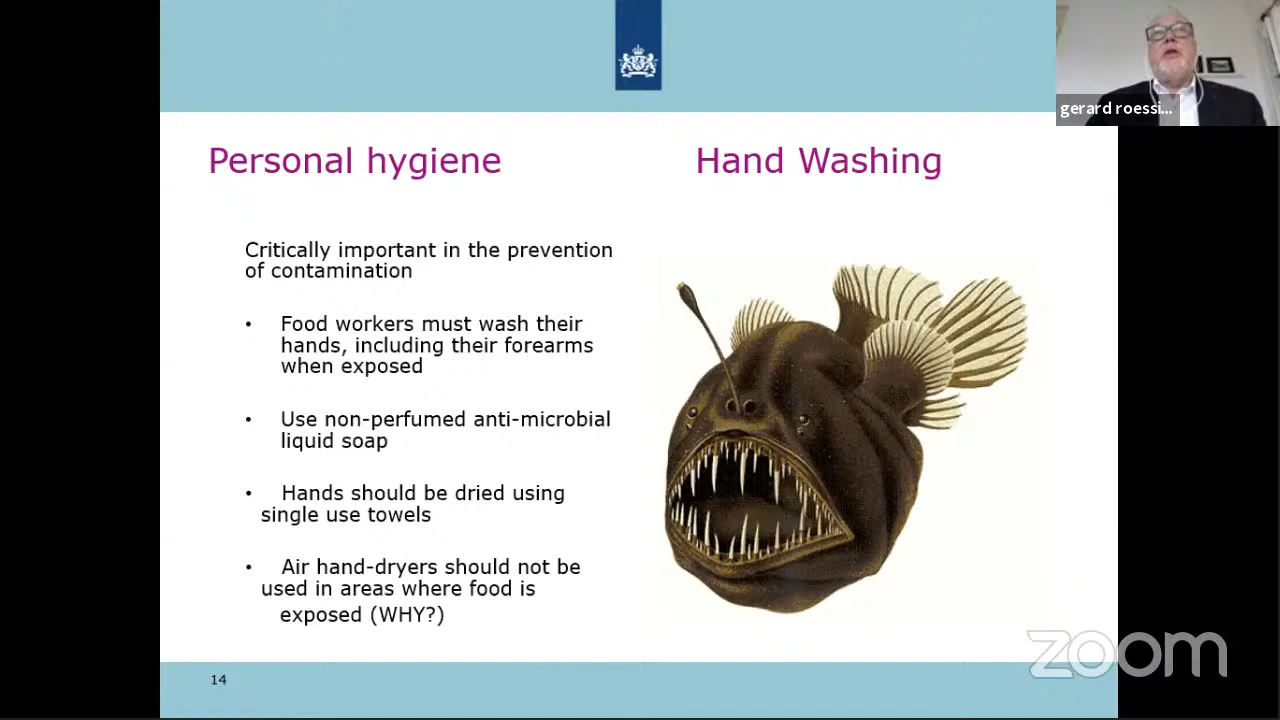 gerard roessi...
Personal hygiene
Hand Washing
Critically important in the prevention
of contamination
• Food workers must wash their
hands, including their forearms
when exposed
• Use non-perfumed anti-microbial
liquid soap
• Hands should be dried using
single use towels
• Air hand-dryers should not be
used in areas where food is
exposed (WHY?)
zoom
14